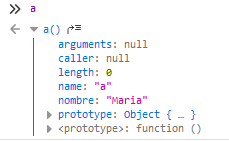 a
a()
arguments: null
caller: null
length: 0
name: "a"
nombre: "Maria"
prototype: Object { … }
<prototype>: function ()